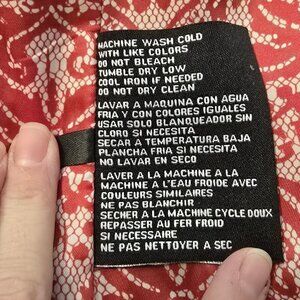 MACHINE WASH COLD
WITH LIKE COLORS
DO NOT BLEACH
TUMBLE DRY LOW
COOL IRON IF NEEDED
DO NOT DRY CLEAN
LAVAR A MAQUINA CON AGUA
FRIA Y CON COLORES IGUALES
USAR SOLO BLANQUEADOR SIN
CLORO SI NECESITA
SECAR A TEMPERATURA BAJA
PLANCHA FRIA SI NECESITA
NO LAVAR EN SECO
LAVER A LA MACHINE A LA
MACHINE A L'EAU FROIDE AVEC
COULEURS SIMILAIRES
NE PAS BLANCHIR
SECHER A LA MACHINE CYCLE DOUX
REPASSER AU FER FROID
SI NECESSAIRE
NE PAS NETTOYER A SEC